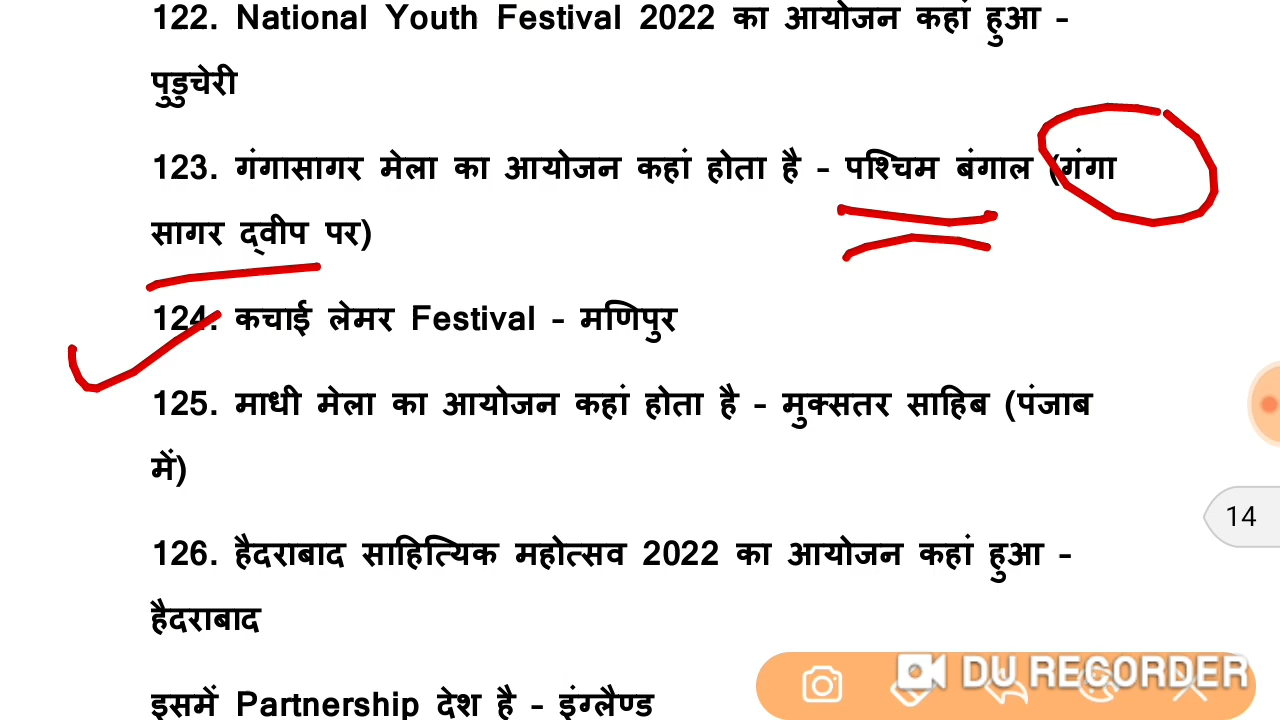 122. National Youth Festival 2022 का आयोजन कहां हुआ –
पुडुचेरी
123. गंगासागर मेला का आयोजन कहां होता है – पश्चिम बंगाल (गंगा
सागर द्वीप पर)
124. कचाई लेमर Festival – मणिपुर
125. माधी मेला का आयोजन कहां होता है – मुक्सतर साहिब (पंजाब
में)
14
126. हैदराबाद साहित्यिक महोत्सव 2022 का आयोजन कहां हुआ –
हैदराबाद
DU RECORDER
इसमें Partnership देश है – इंग्लैण्ड